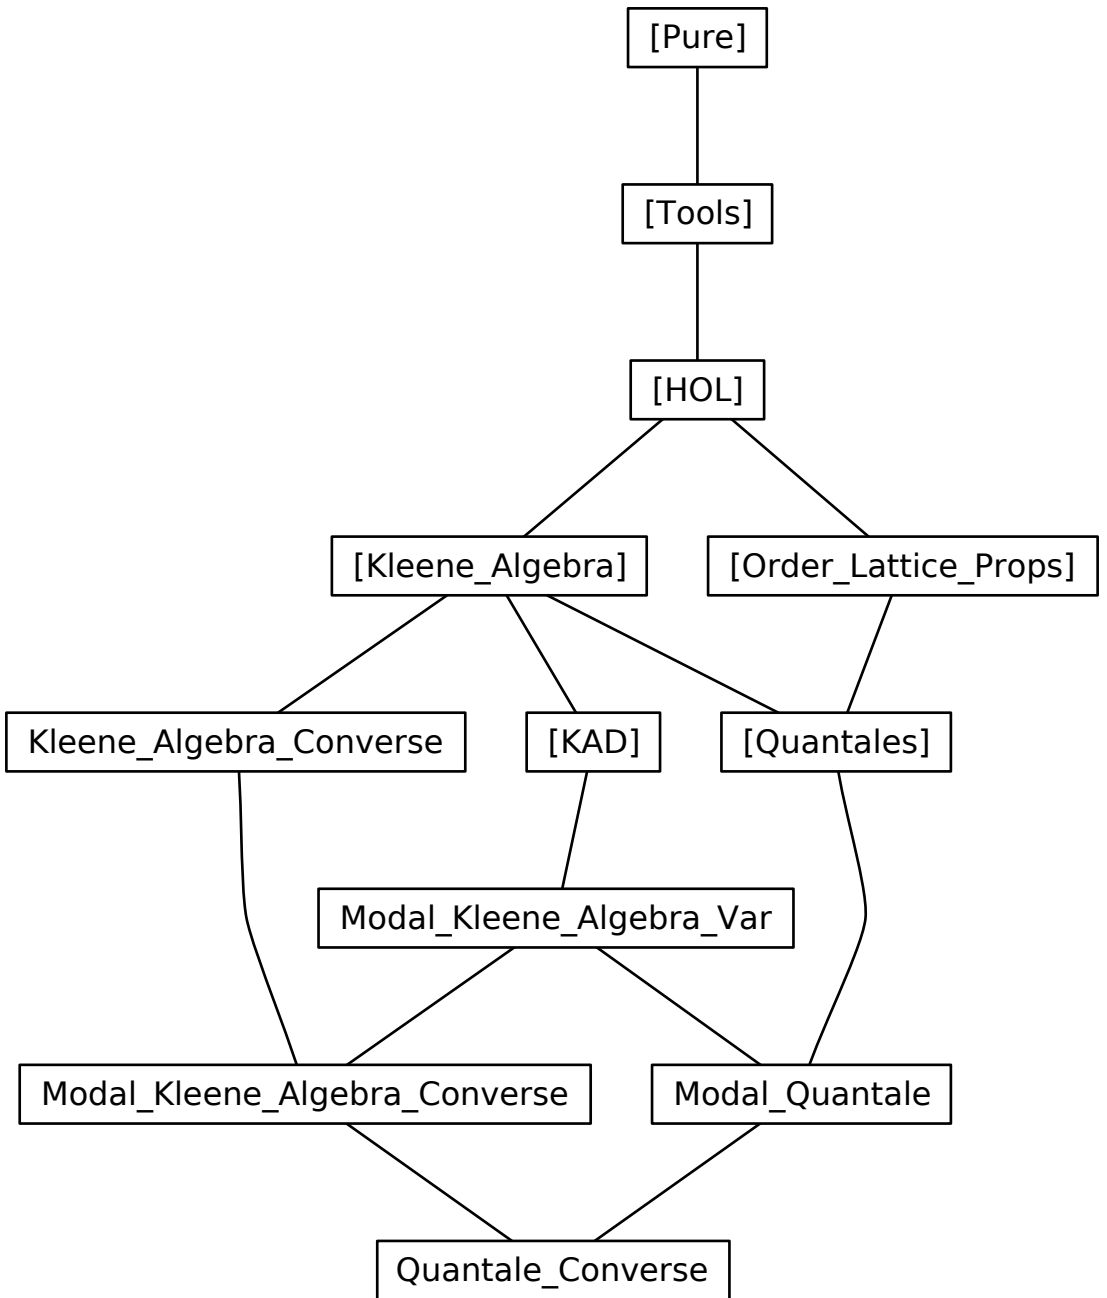 [Pure]
[Tools]
[HOL]
[Kleene_Algebra]
[Order_Lattice_Props]
Kleene_Algebra_Converse
[KAD]
[Quantales]
Modal_Kleene_Algebra_Var
Modal_Kleene_Algebra_Converse
Modal_Quantale
Quantale_Converse